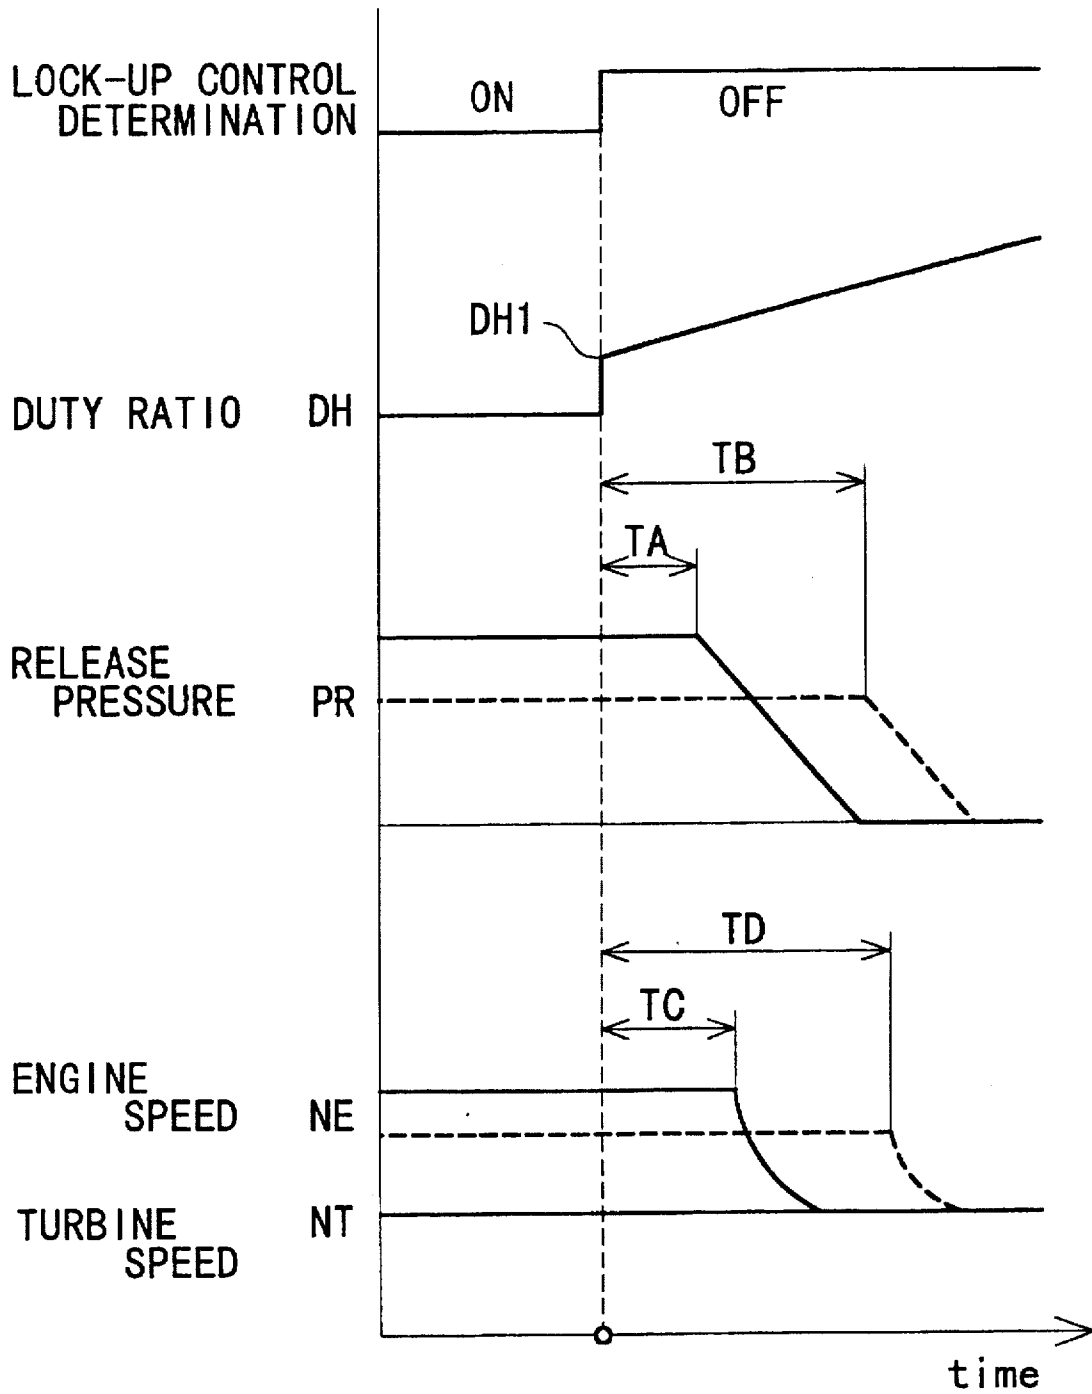 LOCK-UP CONTROL
DETERMINATION
ON
OFF
DH1
DUTY RATIO DH
TB
TA
RELEASE
PRESSURE PR
TD
TC
ENGINE
SPEED NE
TURBINE NT
SPEED
time